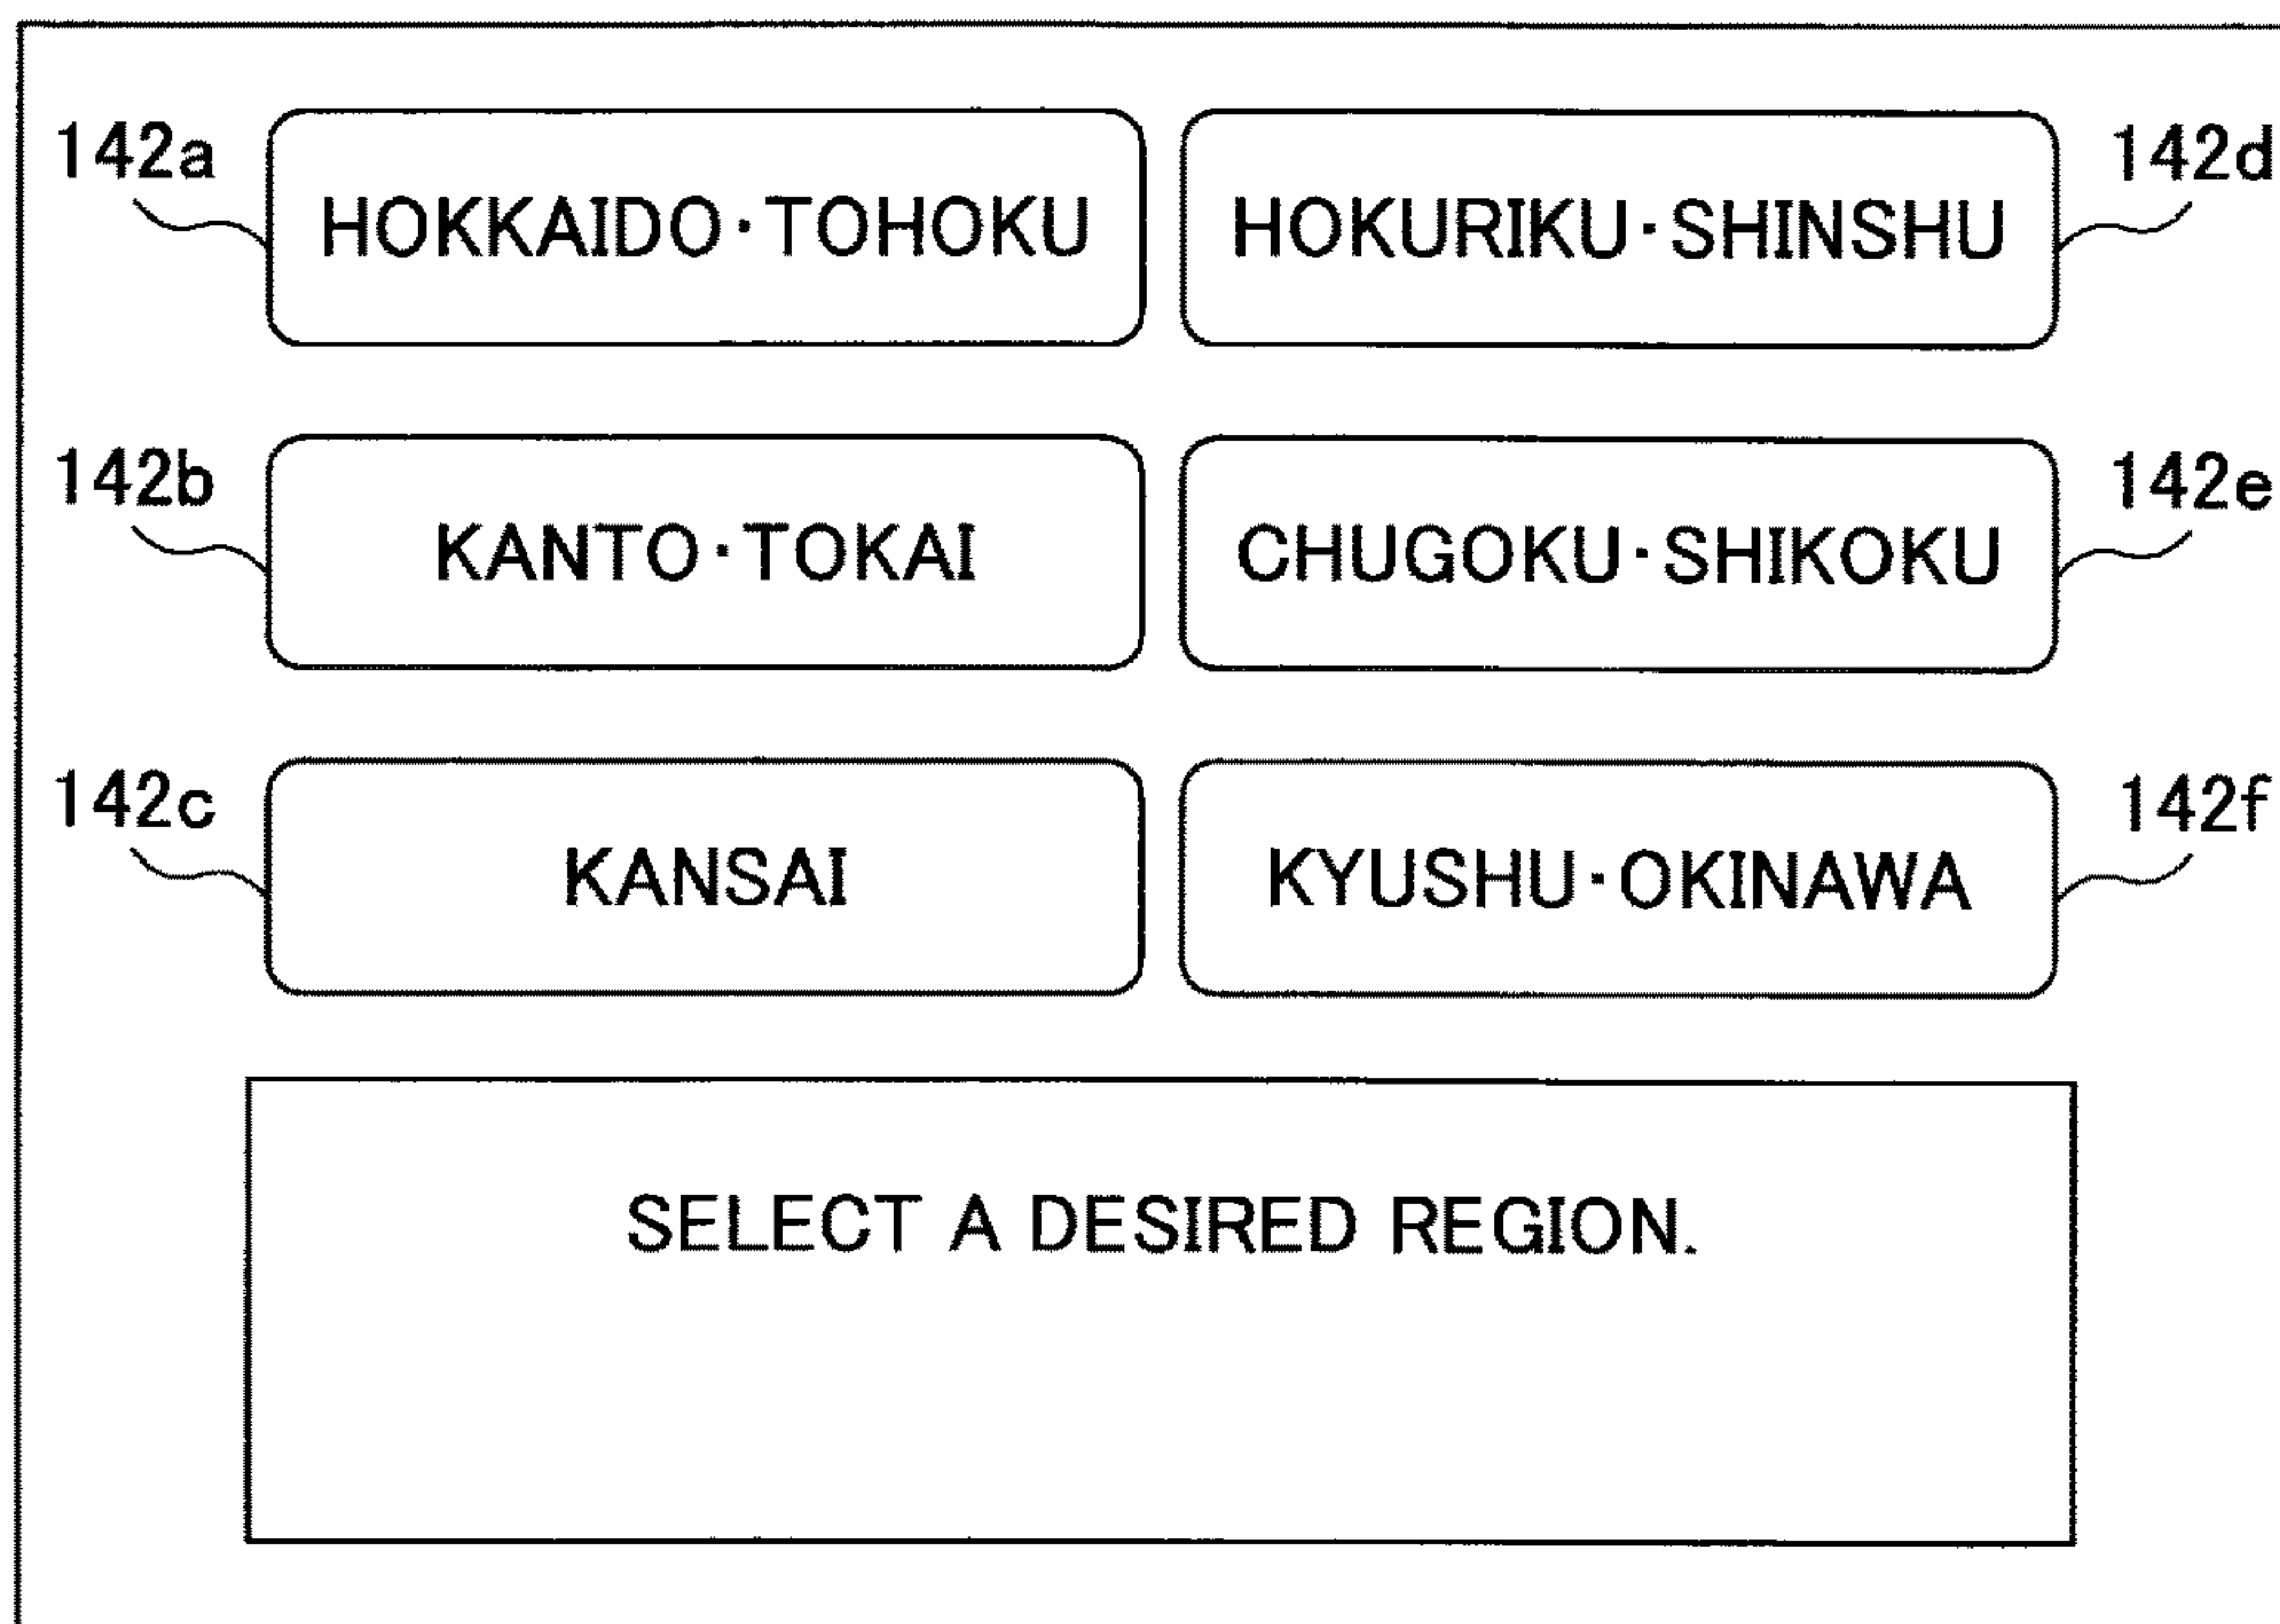 142a HOKKAIDO・TOHOKU HOKURIKU・SHINSHU 142d
142b KANTO・TOKAI CHUGOKU・SHIKOKU 142e
142c KANSAI KYUSHU・OKINAWA 142f
SELECT A DESIRED REGION.